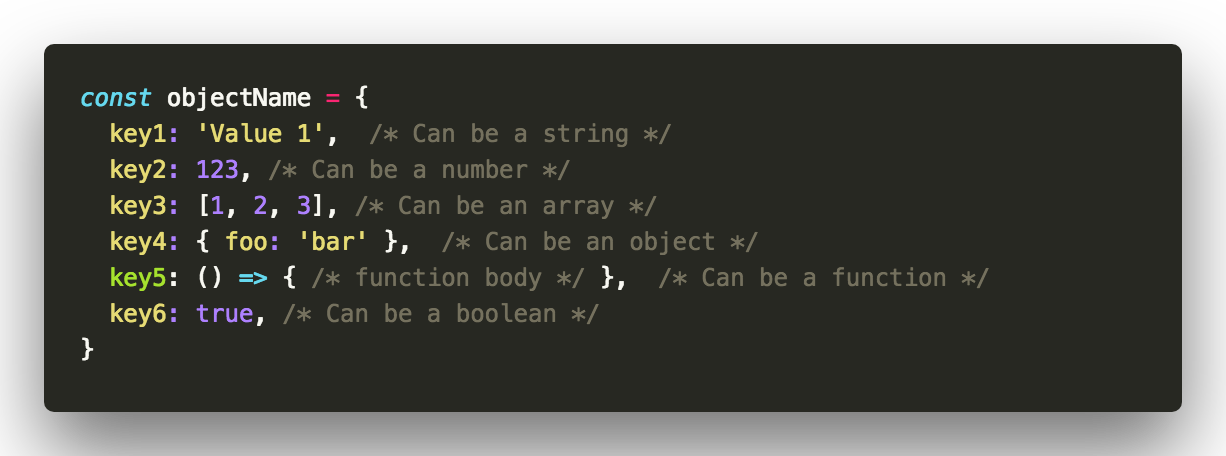 const objectName = {
  key1: 'Value 1',  /* Can be a string */
  key2: 123, /* Can be a number */
  key3: [1, 2, 3], /* Can be an array */
  key4: { foo: 'bar' },  /* Can be an object */
  key5: () => { /* function body */ },  /* Can be a function */
  key6: true, /* Can be a boolean */
}